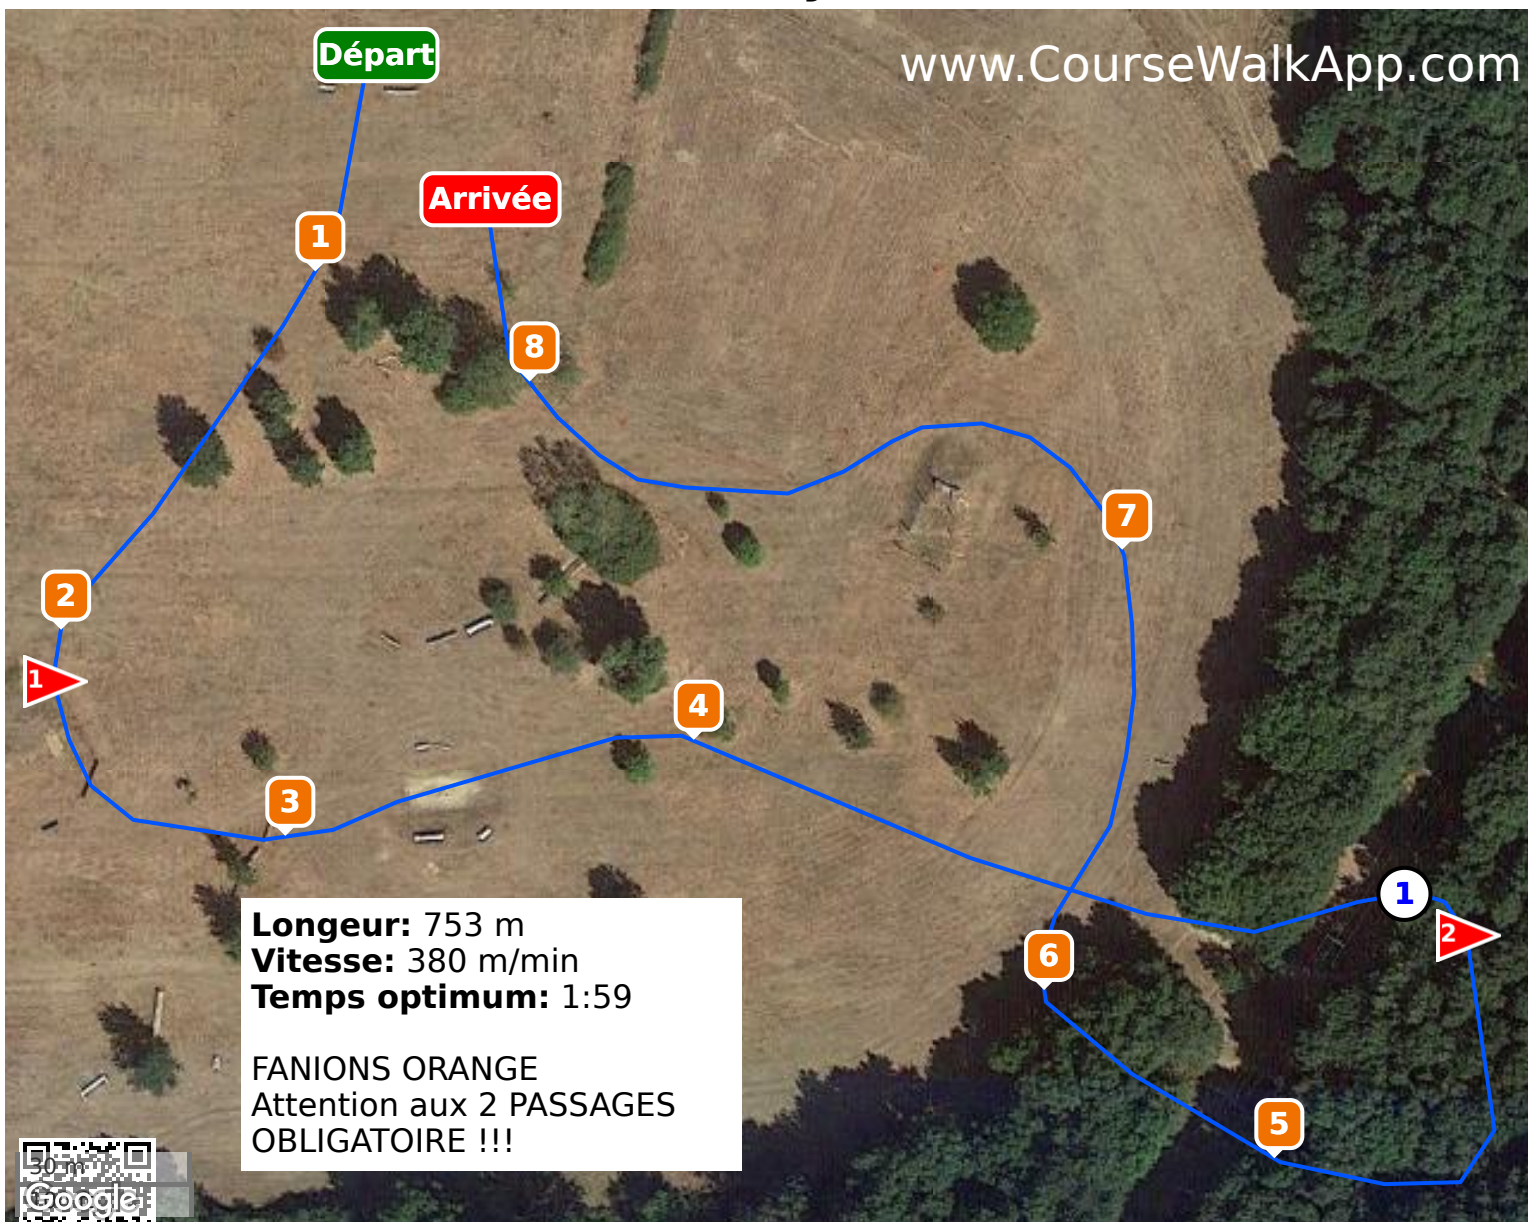 www.CourseWalkApp.com
Départ
Arrivée
1
8
7
2
1
4
3
1
2
6
5
Longeur: 753 m
Vitesse: 380 m/min
Temps optimum: 1:59
FANIONS ORANGE
Attention aux 2 PASSAGES
OBLIGATOIRE !!!
30 m
Google